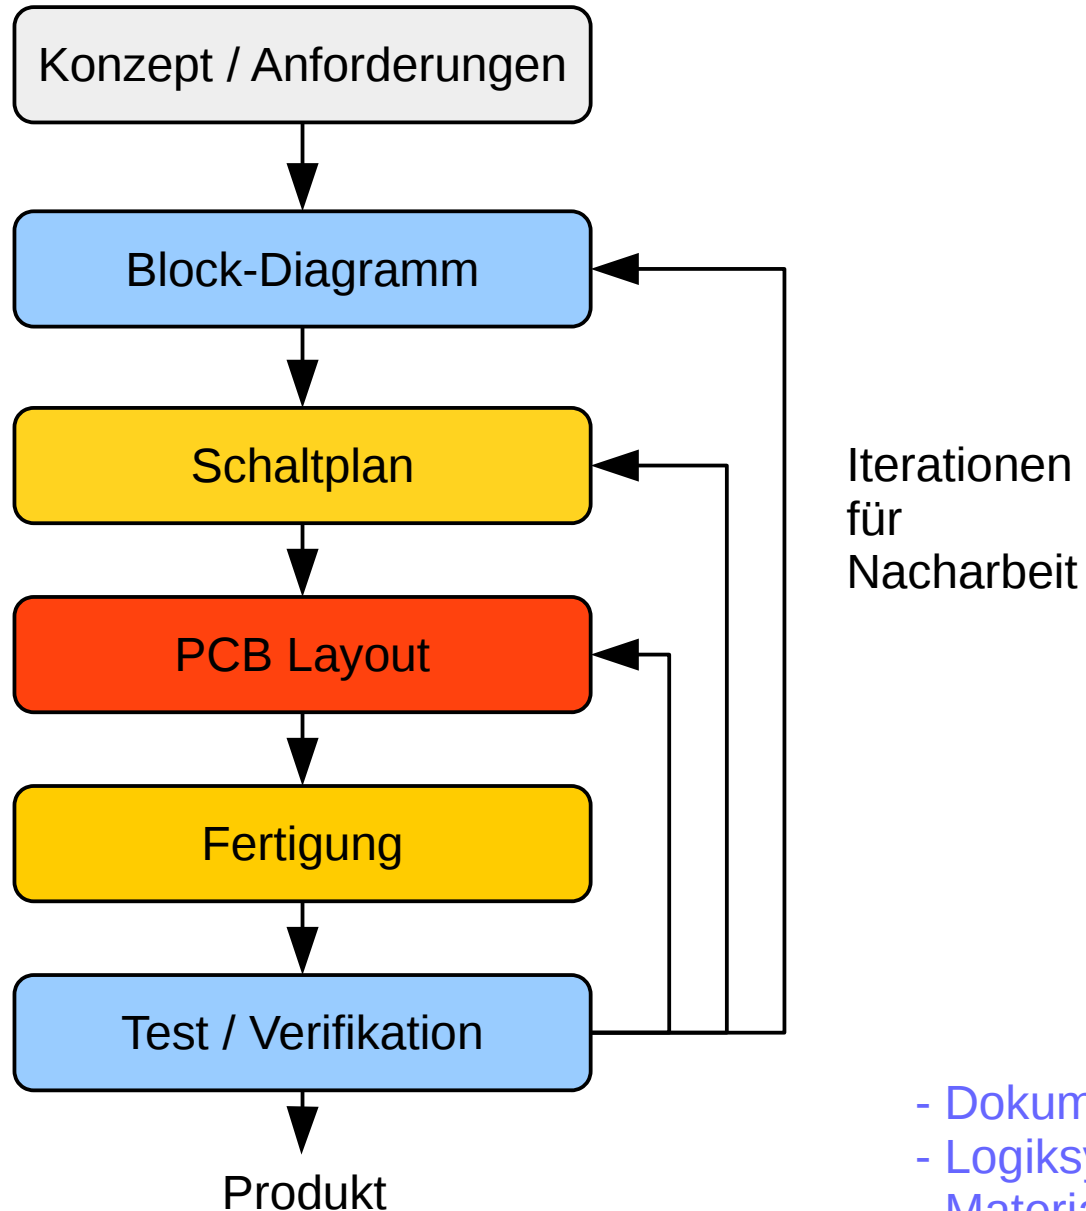 Konzept / Anforderungen
Block-Diagramm
Schaltplan
Iterationen
für
Nacharbeit
PCB Layout
Fertigung
Test / Verifikation
Produkt
-
-